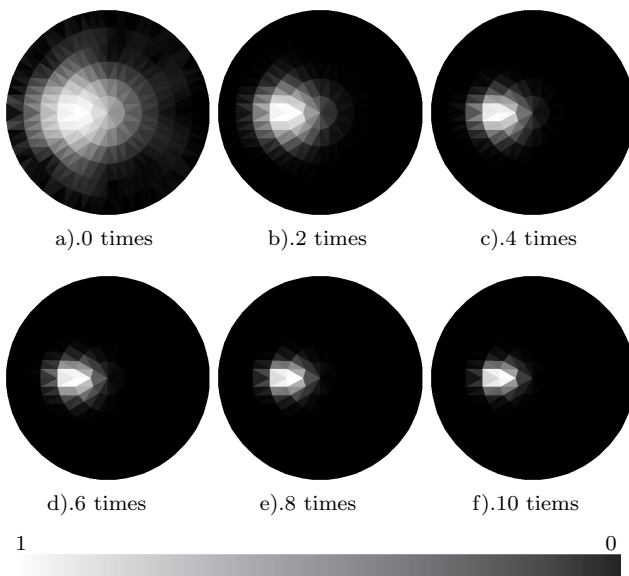 a).0 times
b).2 times
c).4 times
d).6 times
e).8 times
f).10 tiems
1
0